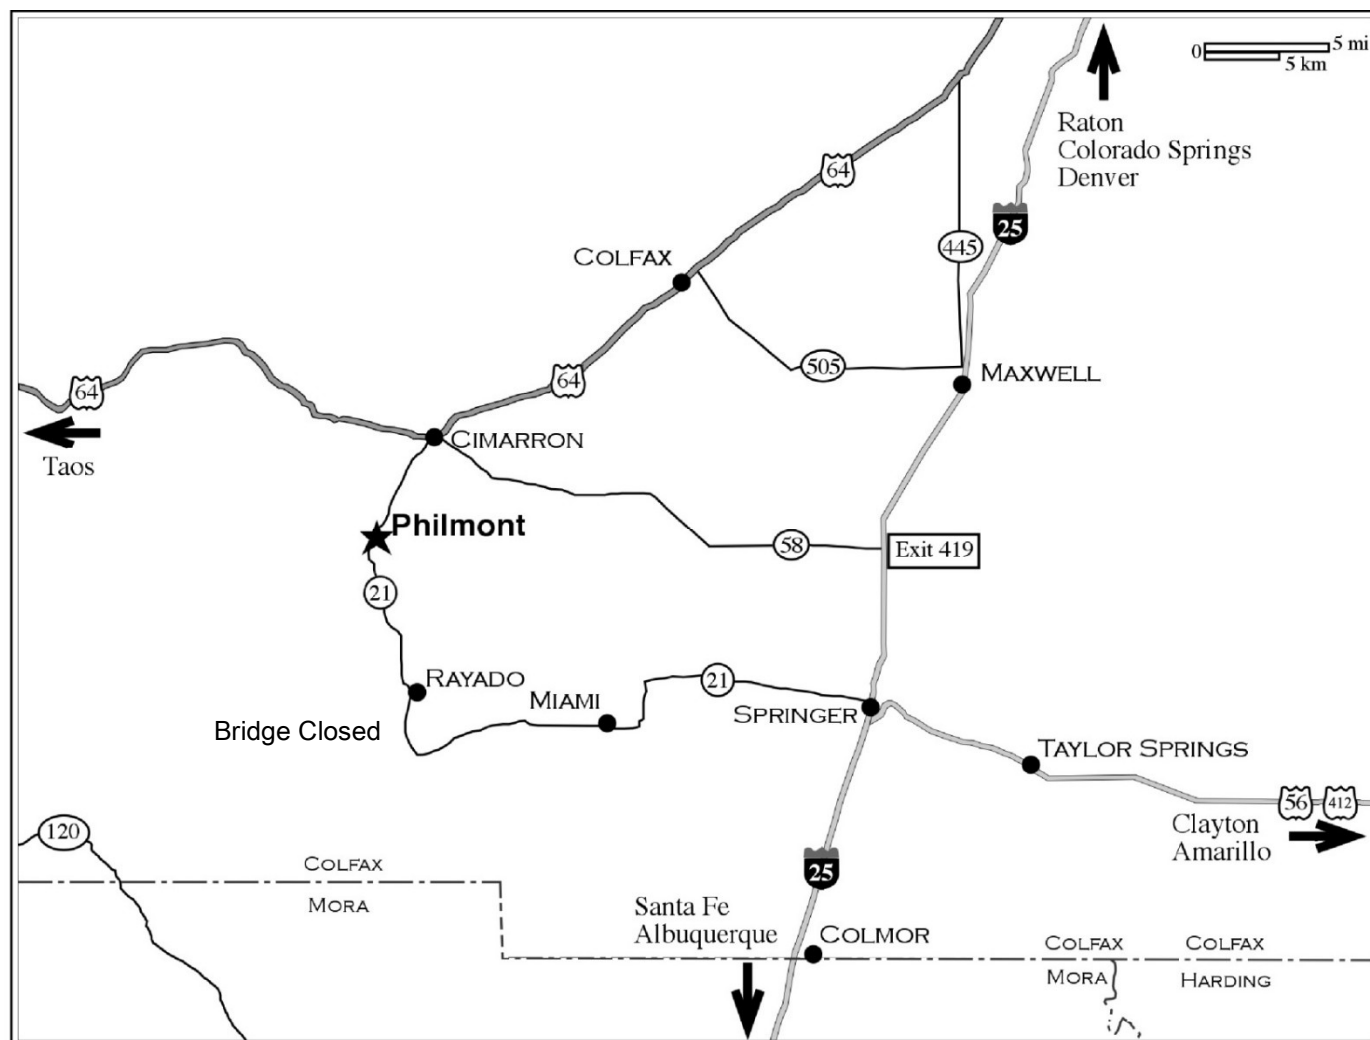 0
5 mi
5 km
Raton
Colorado Springs
Denver
64
25
445
COLFAX
505
MAXWELL
64
64
Taos
CIMARRON
Philmont
58
Exit 419
21
RAYADO
MIAMI
21
SPRINGER
Bridge Closed
TAYLOR SPRINGS
56
412
Clayton
Amarillo
120
COLFAX
MORA
25
Santa Fe
Albuquerque
COLMOR
COLFAX
MORA
COLFAX
HARDING